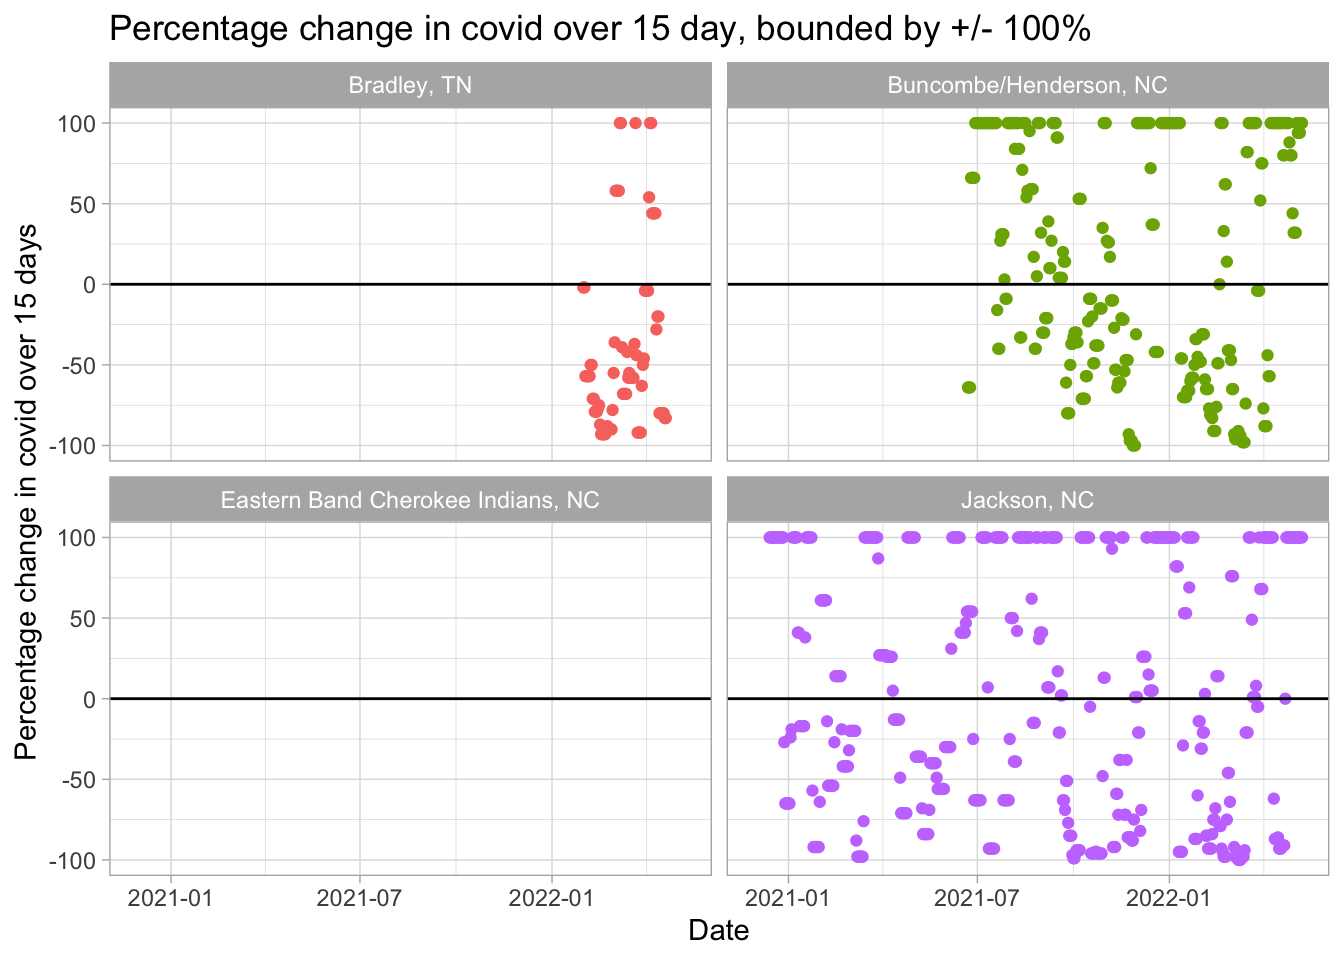 Percentage change in covid over 15 day, bounded by +/- 100%
Bradley, TN
Buncombe/Henderson, NC
100
50
0
-50
-100
Eastern Band Cherokee Indians, NC
Jackson, NC
100
50
0
-50
-100
2021-01
2021-07
2022-01
2021-01
2021-07
2022-01
Date
Percentage change in covid over 15 days